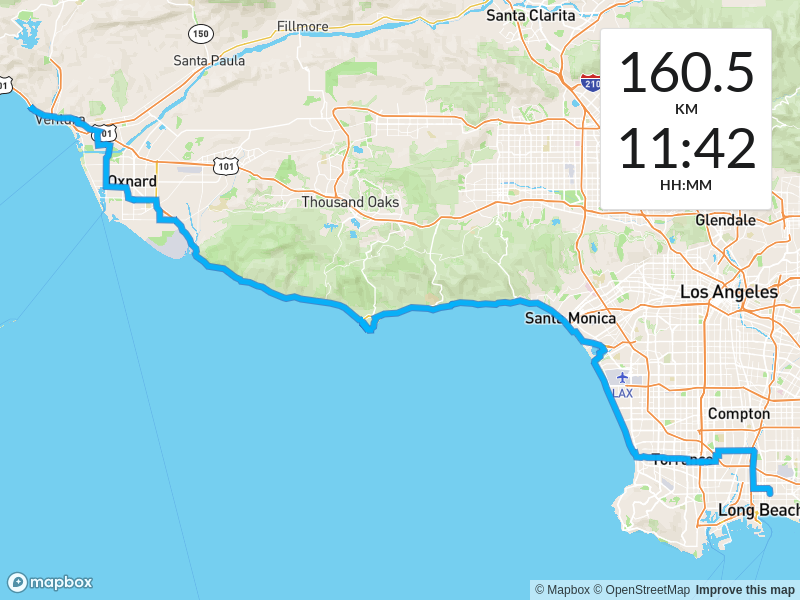 Santa Clarita
Fillmore
150
Santa Paula
101
210
160.5
KM
11:42
HH:MM
Ventura
101
Oxnard
101
Thousand Oaks
Glendale
Los Angeles
Santa Monica
LAX
Compton
Torrance
Long Beach
mapbox
© Mapbox © OpenStreetMap Improve this map